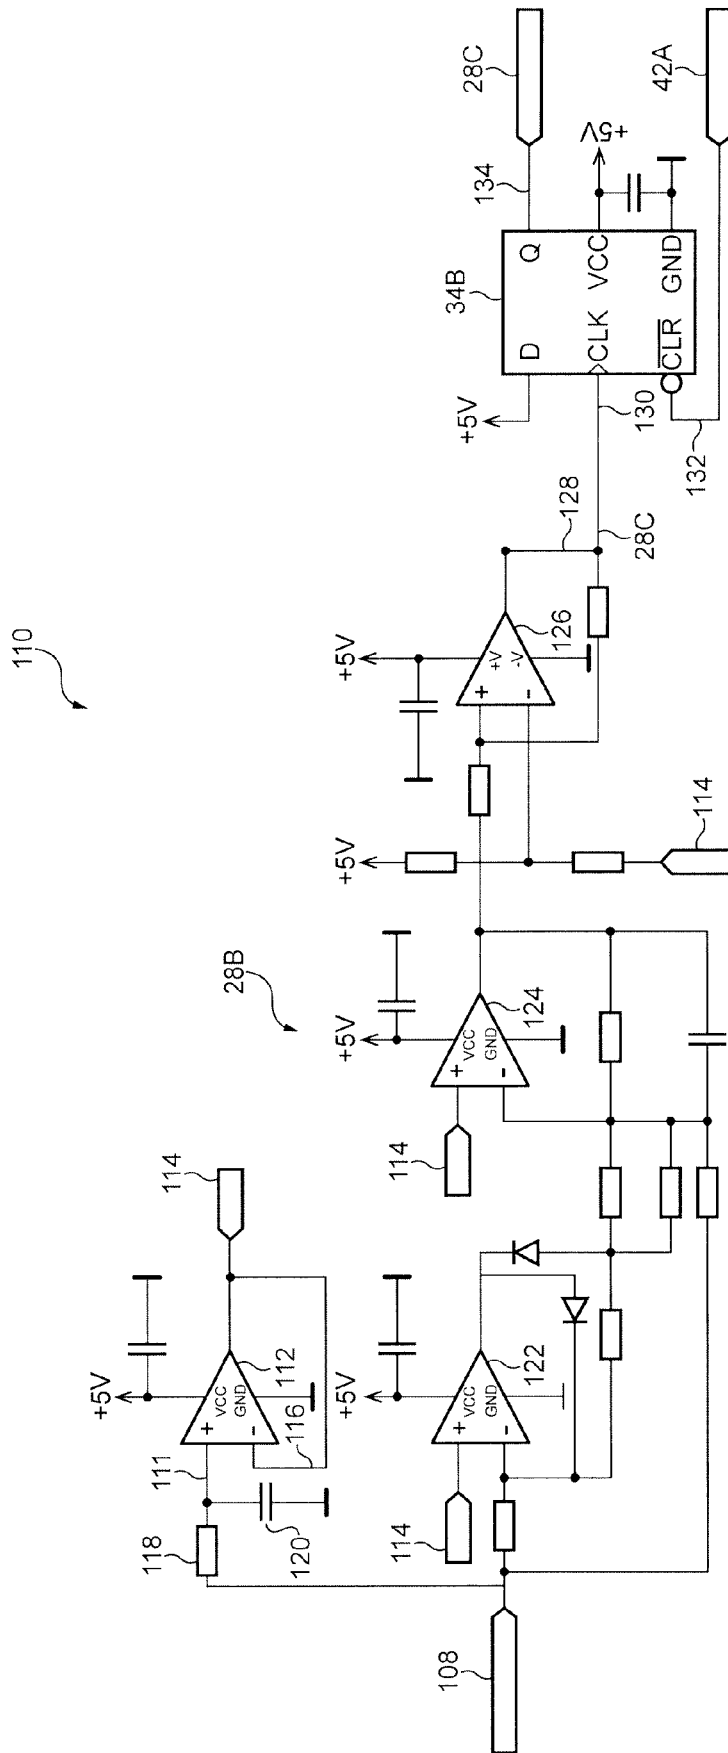 110
+5V
118
114
111
+
VCC
GND
-
112
116
120
28B
+5V
+5V
+5V
+5V
114
+
VCC
GND
-
122
114
+
VCC
GND
-
124
+
-
+V
-V
126
128
28C
114
108
+5V
34B
D
Q
CLK
VCC
CLR
GND
130
132
134
28C
+5V
42A